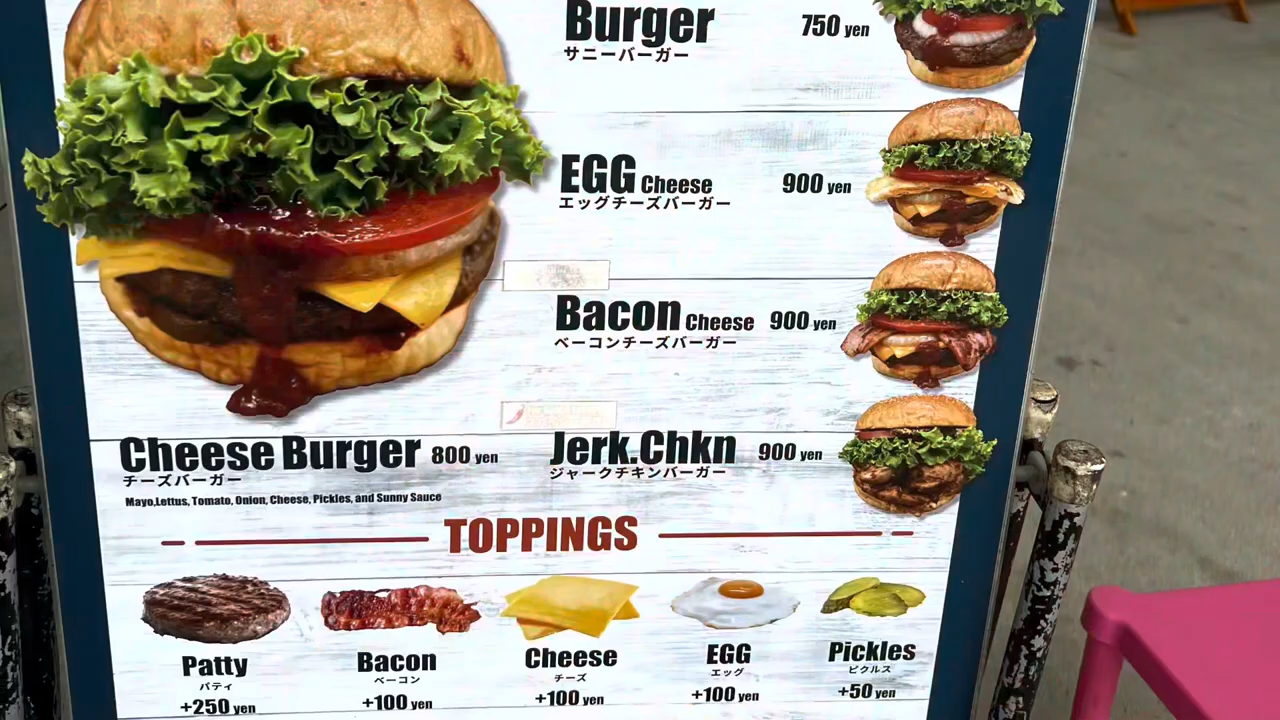 Burger 750 yen
サニーバーガー
EGG Cheese 900 yen
エッグチーズバーガー
Bacon Cheese 900 yen
ベーコンチーズバーガー
Cheese Burger 800 yen
チーズバーガー
Mayo,Lettus, Tomato, Onion, Cheese, Pickles, and Sunny Sauce
Jerk.Chkn 900 yen
ジャークチキンバーガー
TOPPINGS
Patty
パティ
+250 yen
Bacon
ベーコン
+100 yen
Cheese
チーズ
+100 yen
EGG
エッグ
+100 yen
Pickles
ピクルス
+50 yen